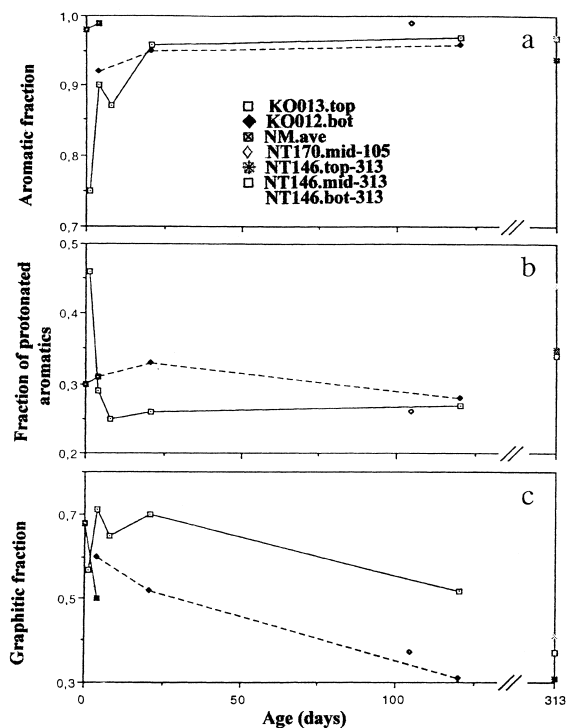 1,0
0,9
0,8
0,7
Aromatic fraction
a
KO013.top
KO012.bot
NM.ave
NT170.mid-105
NT146.top-313
NT146.mid-313
NT146.bot-313
0,5
0,4
0,3
0,2
Fraction of protonated
aromatics
b
0,7
0,5
0,3
Graphitic fraction
c
0
50
100
313
Age (days)